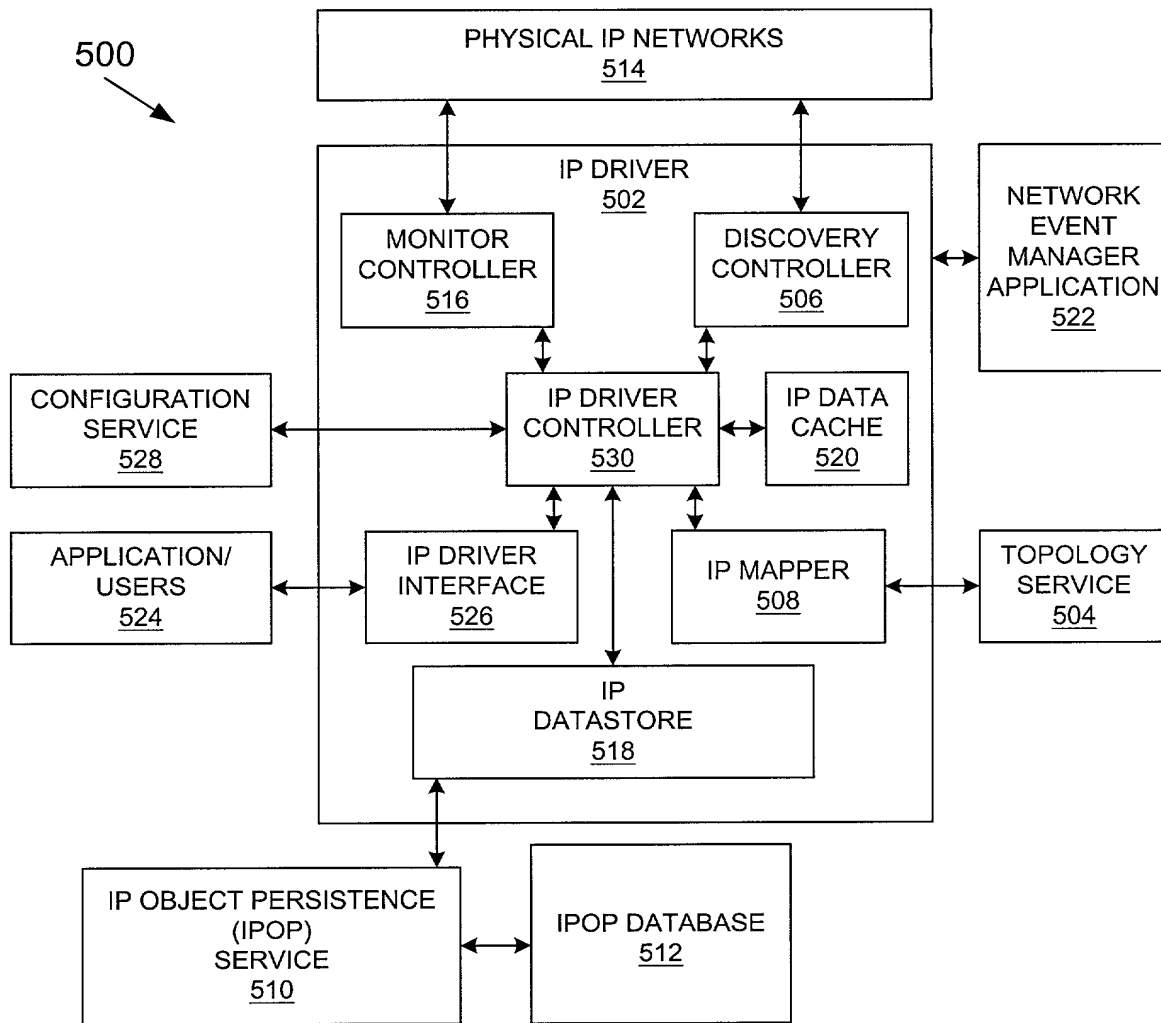 500
PHYSICAL IP NETWORKS
514
IP DRIVER
502
MONITOR
CONTROLLER
516
DISCOVERY
CONTROLLER
506
NETWORK
EVENT
MANAGER
APPLICATION
522
CONFIGURATION
SERVICE
528
IP DRIVER
CONTROLLER
530
IP DATA
CACHE
520
APPLICATION/
USERS
524
IP DRIVER
INTERFACE
526
IP MAPPER
508
TOPOLOGY
SERVICE
504
IP
DATASTORE
518
IP OBJECT PERSISTENCE
(IPOP)
SERVICE
510
IPOP DATABASE
512